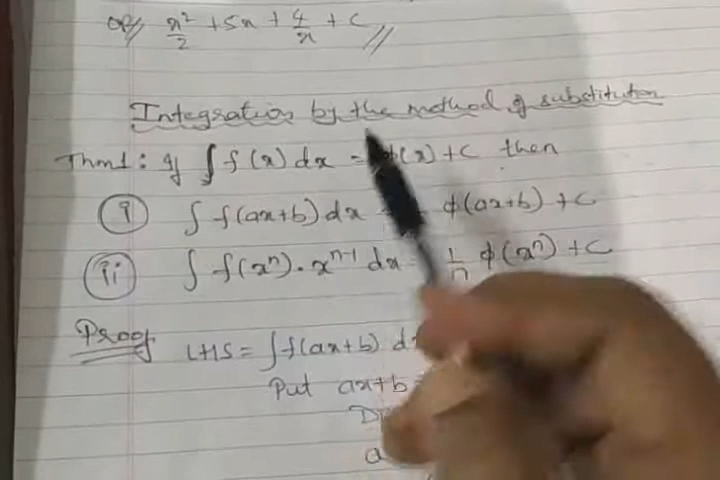 x²/2 + 5x + 4/x + c //
Integration by the method of substitution
Thm1: If ∫ f(x) dx = ϕ(x) + c then
(i) ∫ f(ax+b) dx ϕ(ax+b) + c
(ii) ∫ f(xⁿ) · xⁿ⁻¹ dx 1/n ϕ(xⁿ) + c
Proof LHS = ∫ f(ax+b) d
Put ax+b
D
a